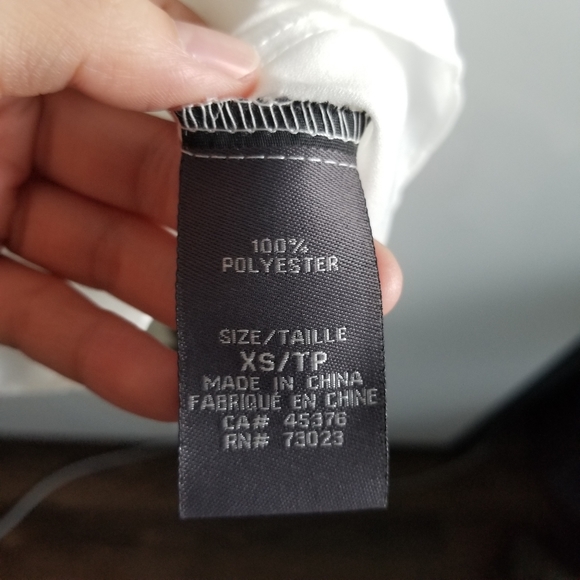 100%
POLYESTER
SIZE/TAILLE
XS/TP
MADE IN CHINA
FABRIQUÉ EN CHINE
CA# 45376
RN# 73023